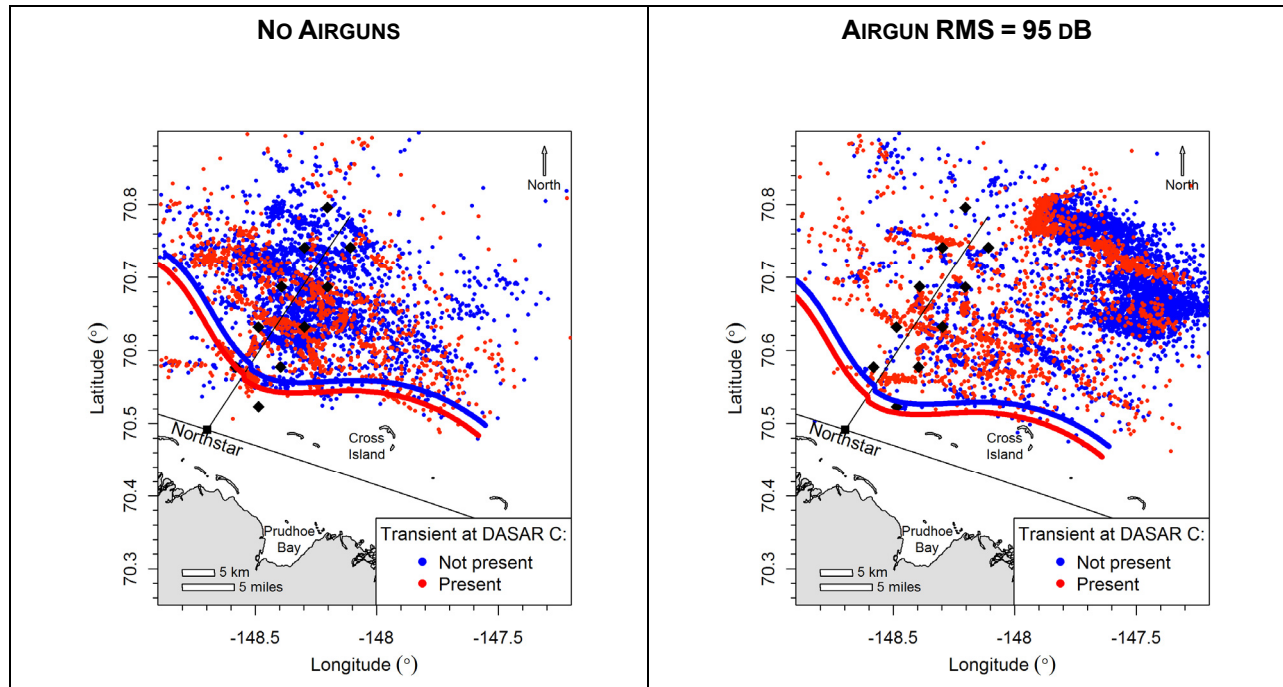 NO AIRGUNS
North
70.8
70.7
70.6
70.5
70.4
70.3
Latitude (°)
Northstar
Cross
Island
Prudhoe
Bay
5 km
5 miles
Transient at DASAR C:
Not present
Present
-148.5
-148
-147.5
Longitude (°)
AIRGUN RMS = 95 DB
North
70.8
70.7
70.6
70.5
70.4
70.3
Latitude (°)
Northstar
Cross
Island
Prudhoe
Bay
5 km
5 miles
Transient at DASAR C:
Not present
Present
-148.5
-148
-147.5
Longitude (°)